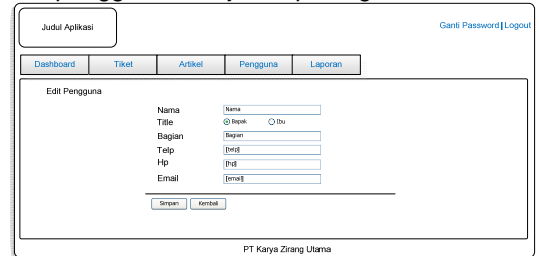 Judul Aplikasi
Ganti Password | Logout
Dashboard Tiket Artikel Pengguna Laporan
Edit Pengguna
Nama Nama
Title Bapak Ibu
Bagian Bagian
Telp [telp]
Hp [hp]
Email [email]
Simpan Kembali
PT Karya Zirang Utama